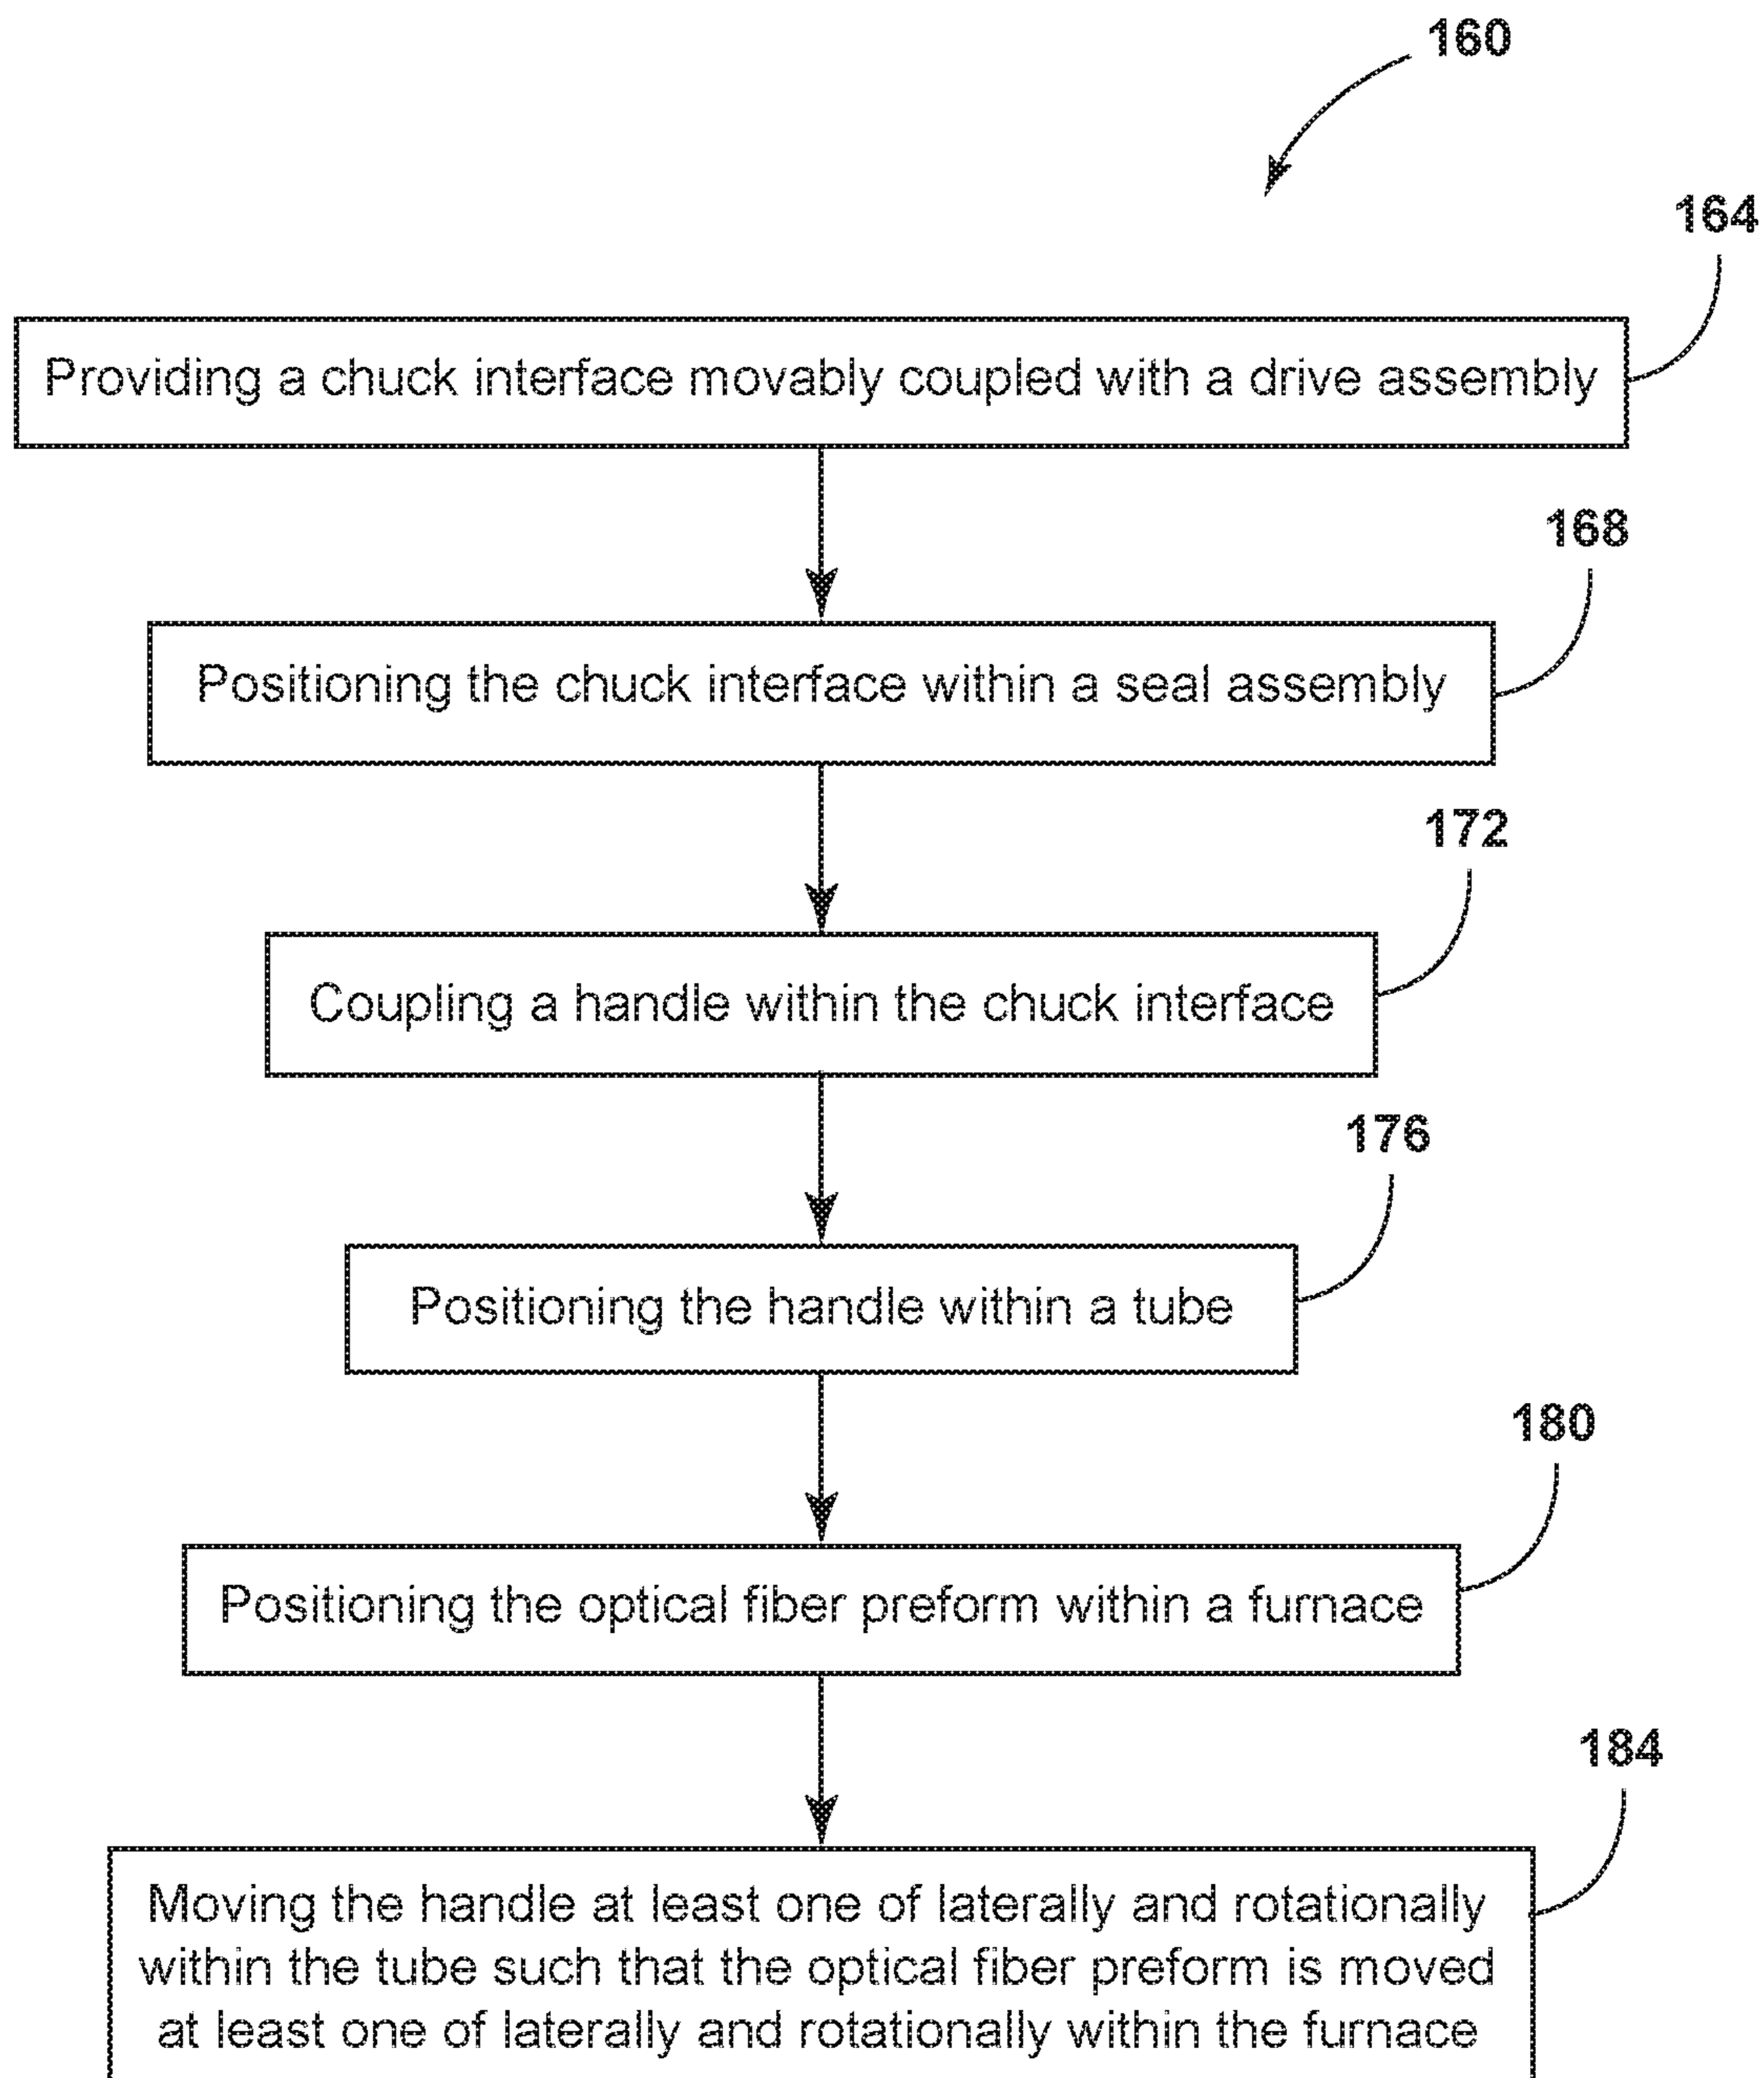 160
164
Providing a chuck interface movably coupled with a drive assembly
168
Positioning the chuck interface within a seal assembly
172
Coupling a handle within the chuck interface
176
Positioning the handle within a tube
180
Positioning the optical fiber preform within a furnace
184
Moving the handle at least one of laterally and rotationally
within the tube such that the optical fiber preform is moved
at least one of laterally and rotationally within the furnace